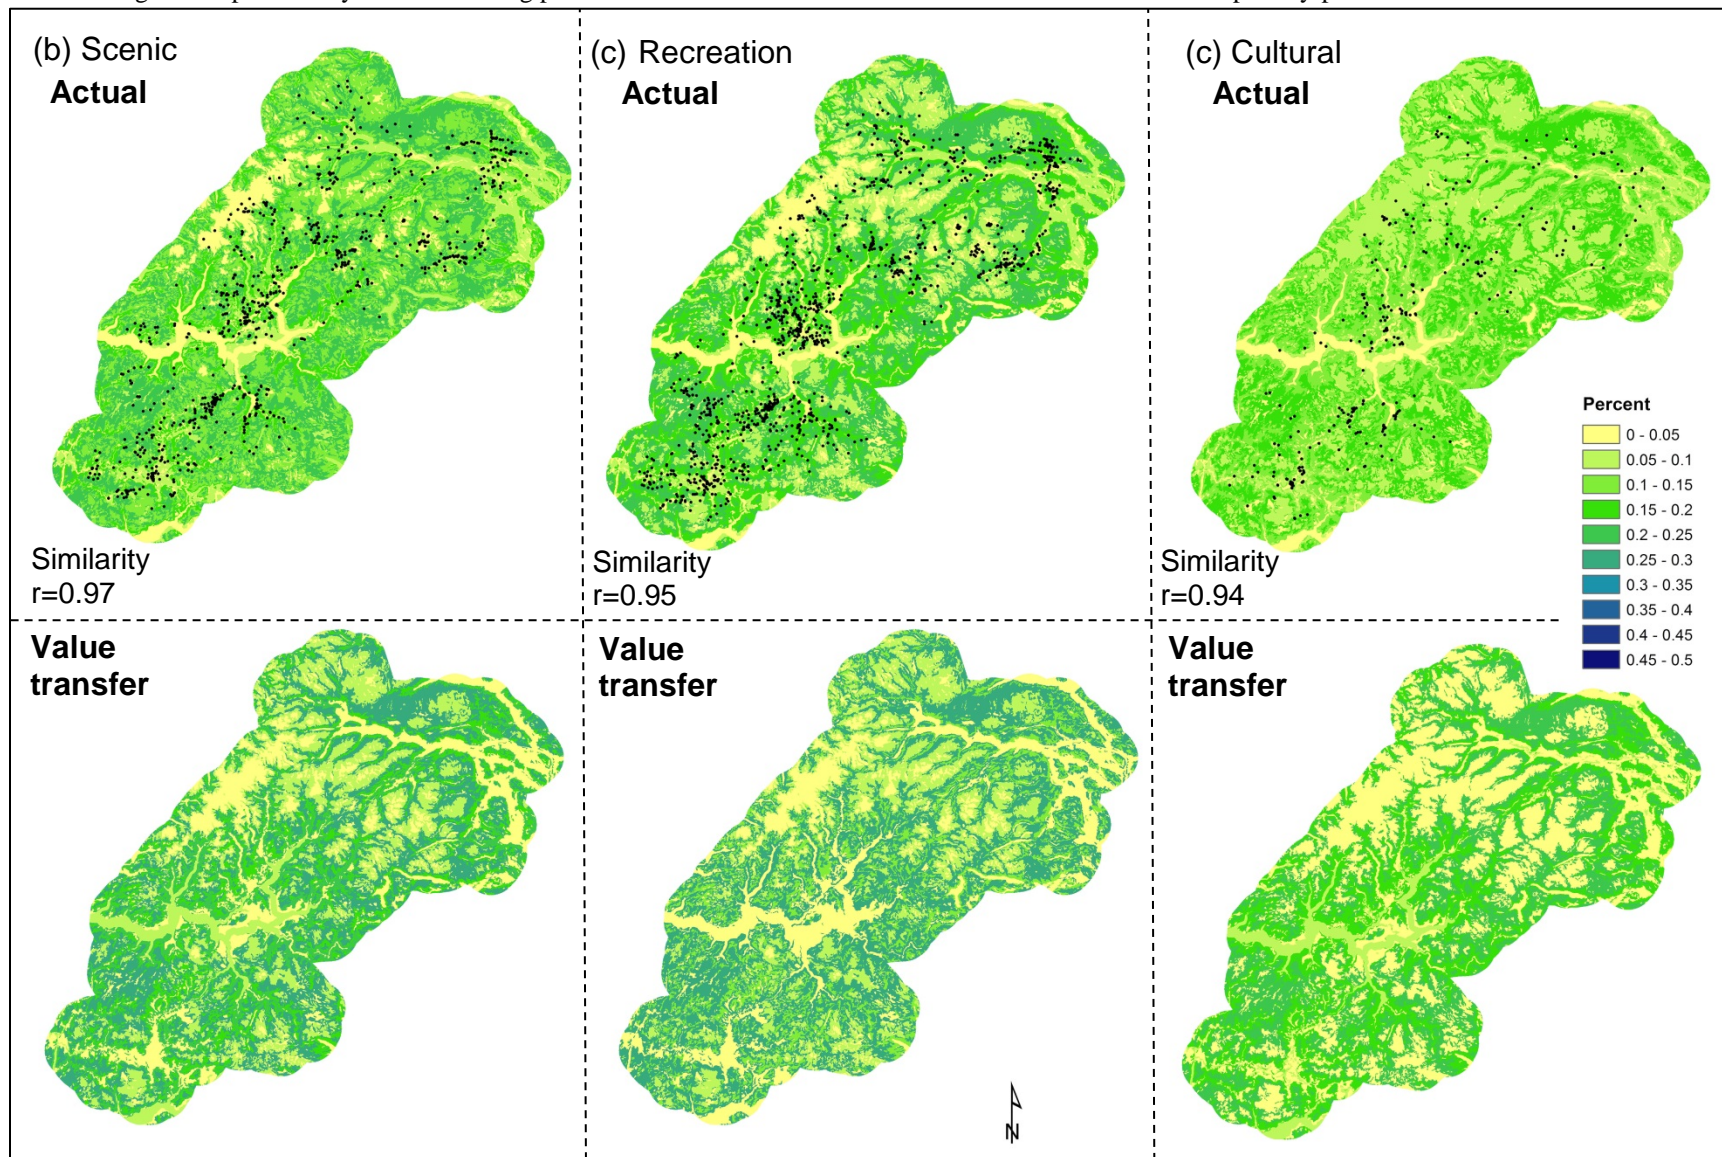 (b) Scenic
Actual
(c) Recreation
Actual
(c) Cultural
Actual
Percent
0 - 0.05
0.05 - 0.1
0.1 - 0.15
0.15 - 0.2
0.2 - 0.25
0.25 - 0.3
0.3 - 0.35
0.35 - 0.4
0.4 - 0.45
0.45 - 0.5
Similarity
r=0.97
Similarity
r=0.95
Similarity
r=0.94
Value
transfer
Value
transfer
Value
transfer
N